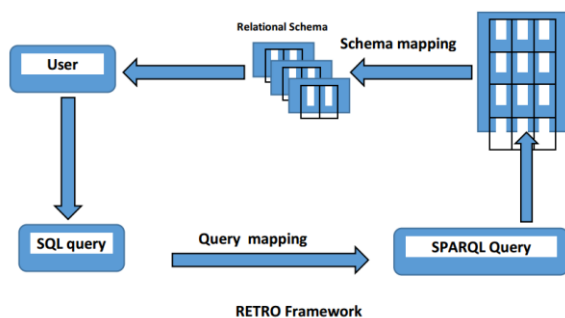 Relational Schema
User
Schema mapping
SQL query
Query mapping
SPARQL Query
RETRO Framework